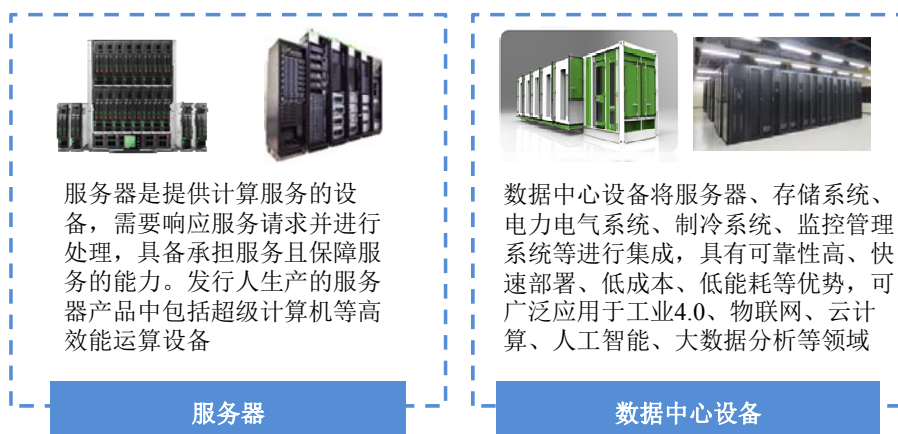 服务器是提供计算服务的设
备，需要响应服务请求并进行
处理，具备承担服务且保障服
务的能力。发行人生产的服务
器产品中包括超级计算机等高
效能运算设备
服务器
数据中心设备将服务器、存储系统、
电力电气系统、制冷系统、监控管理
系统等进行集成，具有可靠性高、快
速部署、低成本、低能耗等优势，可
广泛应用于工业4.0、物联网、云计
算、人工智能、大数据分析等领域
数据中心设备